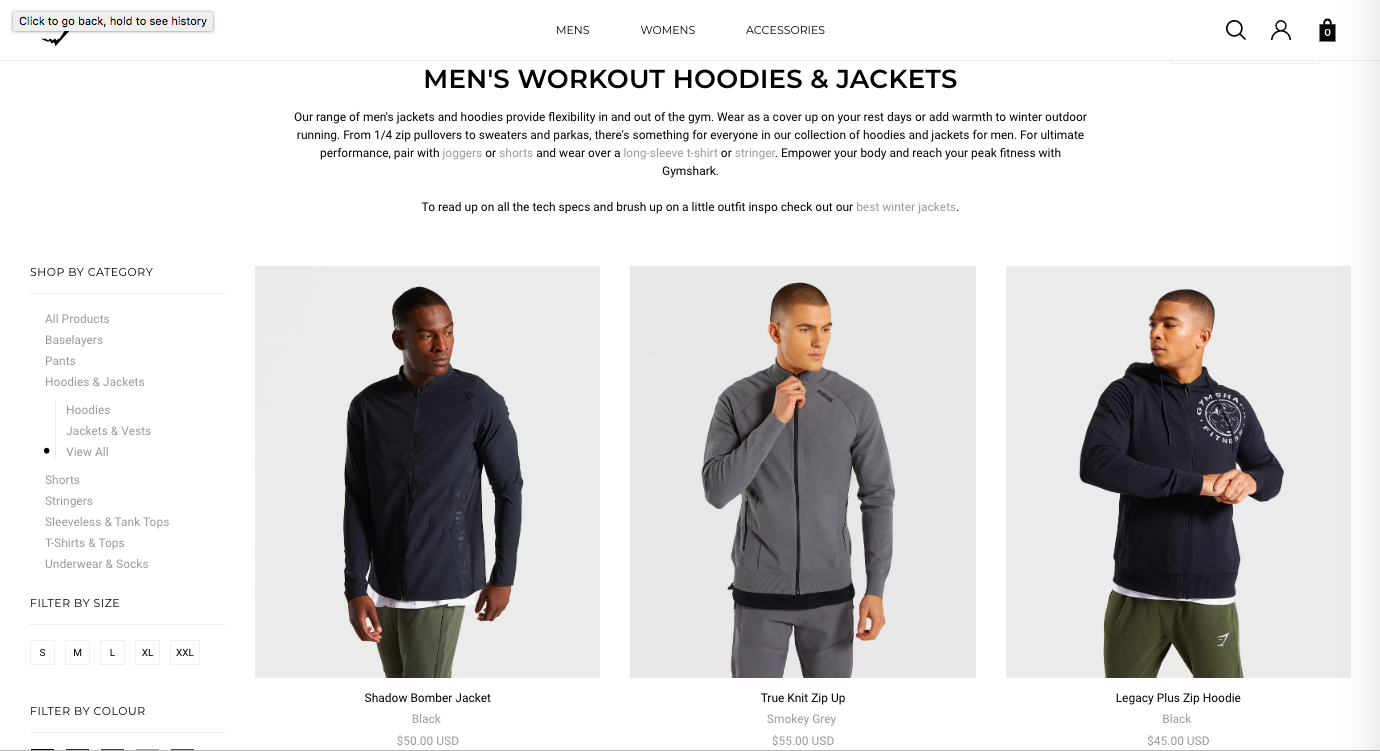 Click to go back, hold to see history
MENS
WOMENS
ACCESSORIES
0
MEN'S WORKOUT HOODIES & JACKETS
Our range of men's jackets and hoodies provide flexibility in and out of the gym. Wear as a cover up on your rest days or add warmth to winter outdoor
running. From 1/4 zip pullovers to sweaters and parkas, there's something for everyone in our collection of hoodies and jackets for men. For ultimate
performance, pair with joggers or shorts and wear over a long-sleeve t-shirt or stringer. Empower your body and reach your peak fitness with
Gymshark.
To read up on all the tech specs and brush up on a little outfit inspo check out our best winter jackets.
SHOP BY CATEGORY
All Products
Baselayers
Pants
Hoodies & Jackets
Hoodies
Jackets & Vests
View All
Shorts
Stringers
Sleeveless & Tank Tops
T-Shirts & Tops
Underwear & Socks
FILTER BY SIZE
S
M
L
XL
XXL
FILTER BY COLOUR
Shadow Bomber Jacket
Black
$50.00 USD
True Knit Zip Up
Smokey Grey
$55.00 USD
FITNESS
Legacy Plus Zip Hoodie
Black
$45.00 USD